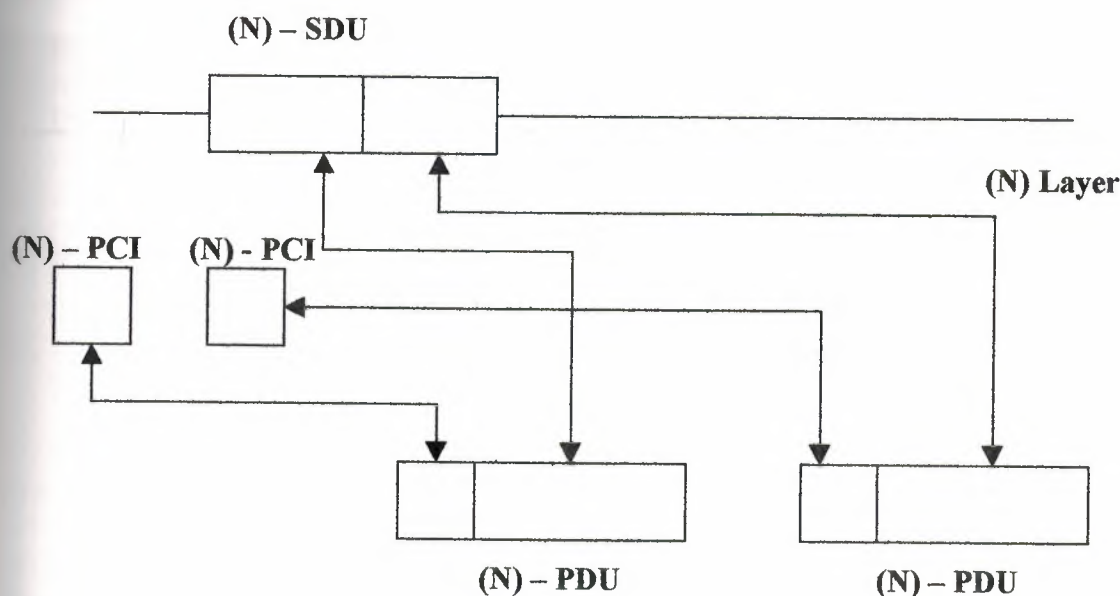 (N) – SDU
(N) Layer
(N) – PCI (N) - PCI
(N) – PDU (N) – PDU